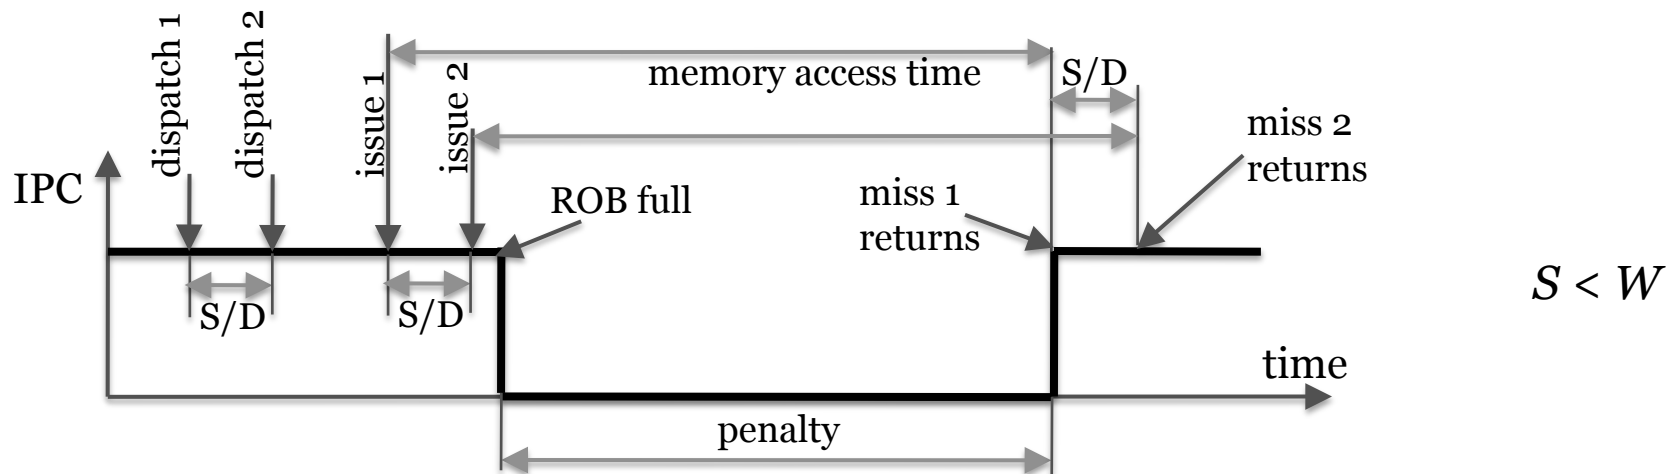 dispatch 1
dispatch 2
issue 1
issue 2
memory access time
S/D
miss 2
returns
IPC
ROB full
miss 1
returns
S/D
S/D
S < W
time
penalty